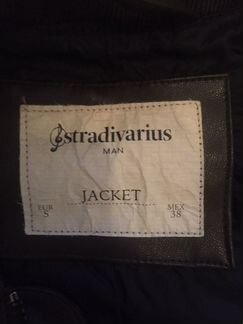 stradivarius
MAN
JACKET
EUR MEX
S 38